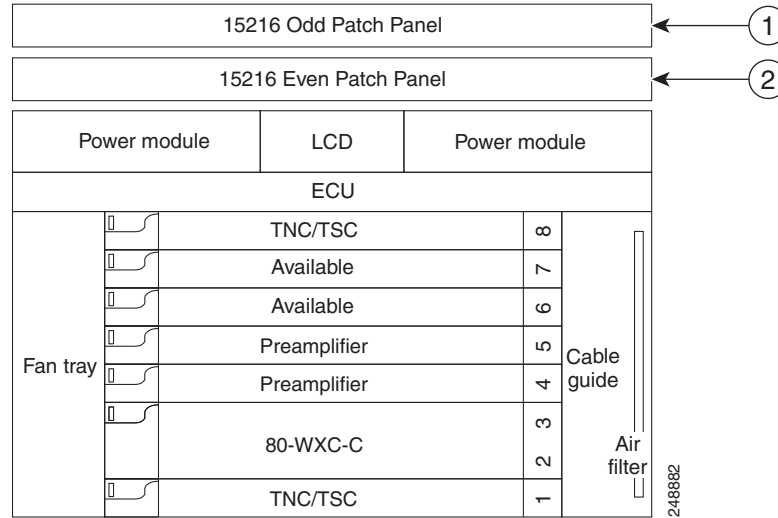 15216 Odd Patch Panel
1
15216 Even Patch Panel
2
Power module
LCD
Power module
ECU
TNC/TSC
8
Available
7
Available
6
Preamplifier
5
Preamplifier
4
80-WXC-C
3
2
TNC/TSC
1
Fan tray
Cable
guide
Air
filter
248882